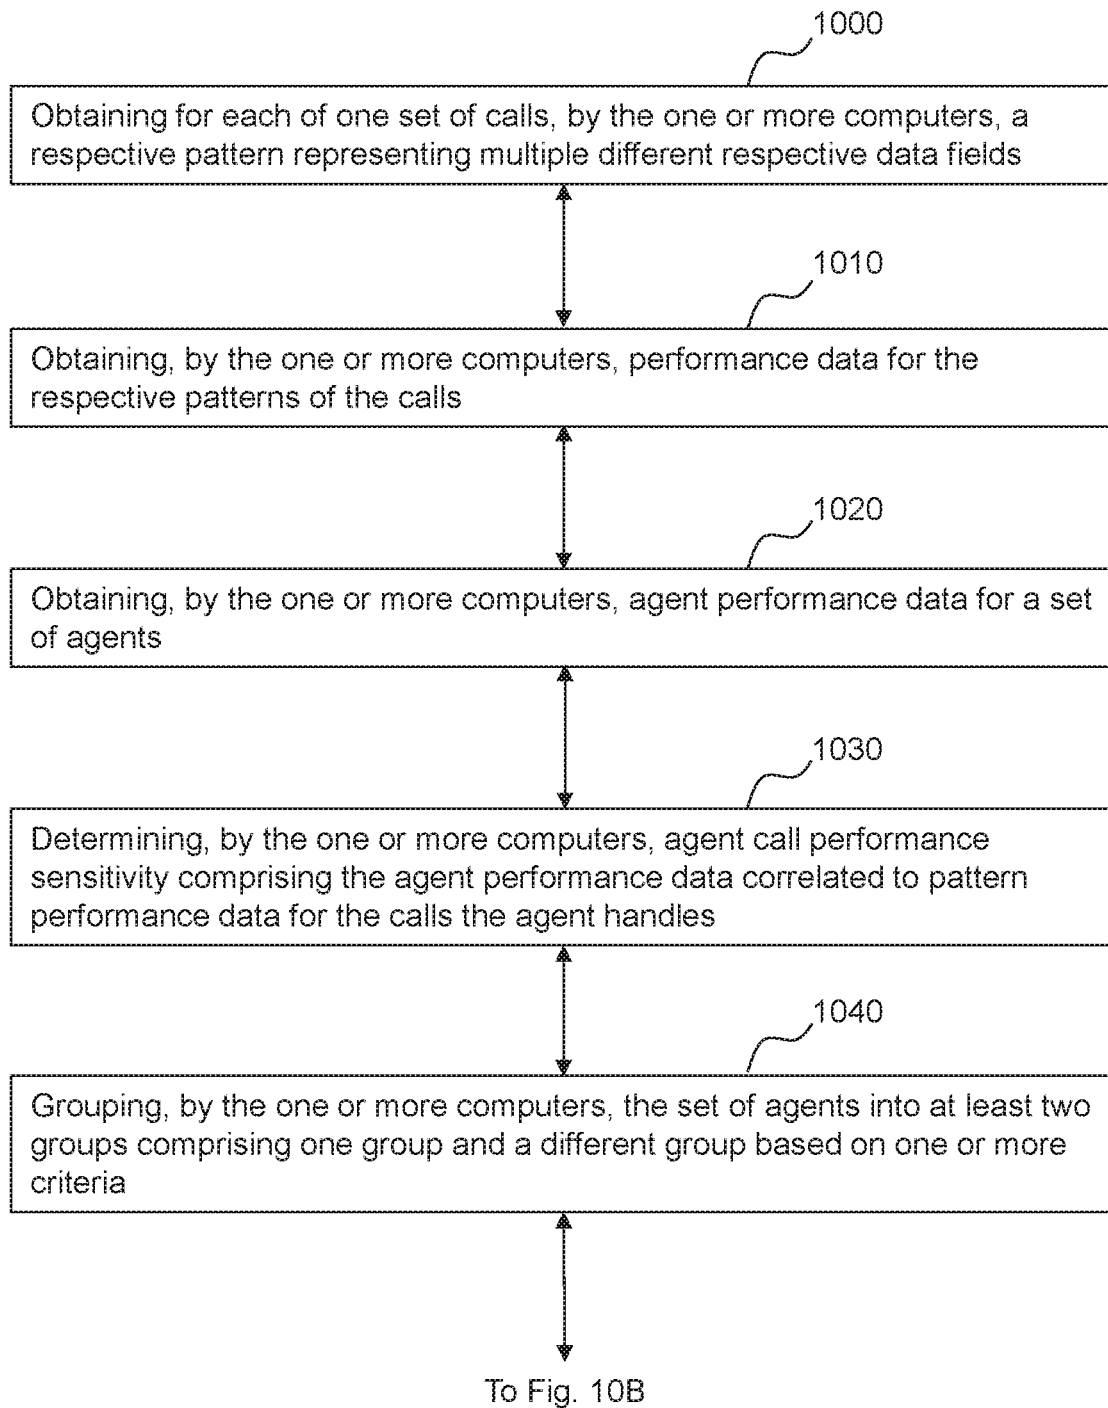 1000
Obtaining for each of one set of calls, by the one or more computers, a
respective pattern representing multiple different respective data fields
1010
Obtaining, by the one or more computers, performance data for the
respective patterns of the calls
1020
Obtaining, by the one or more computers, agent performance data for a set
of agents
1030
Determining, by the one or more computers, agent call performance
sensitivity comprising the agent performance data correlated to pattern
performance data for the calls the agent handles
1040
Grouping, by the one or more computers, the set of agents into at least two
groups comprising one group and a different group based on one or more
criteria
To Fig. 10B